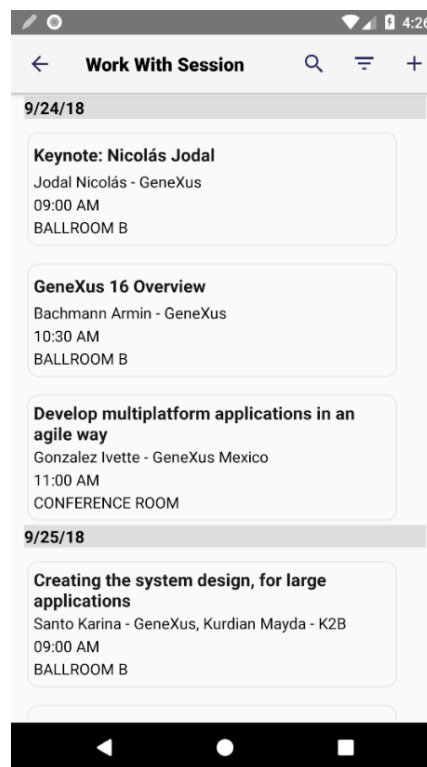 4:26
Work With Session
9/24/18
Keynote: Nicolás Jodal
Jodal Nicolás - GeneXus
09:00 AM
BALLROOM B
GeneXus 16 Overview
Bachmann Armin - GeneXus
10:30 AM
BALLROOM B
Develop multiplatform applications in an
agile way
Gonzalez Ivette - GeneXus Mexico
11:00 AM
CONFERENCE ROOM
9/25/18
Creating the system design, for large
applications
Santo Karina - GeneXus, Kurdian Mayda - K2B
09:00 AM
BALLROOM B